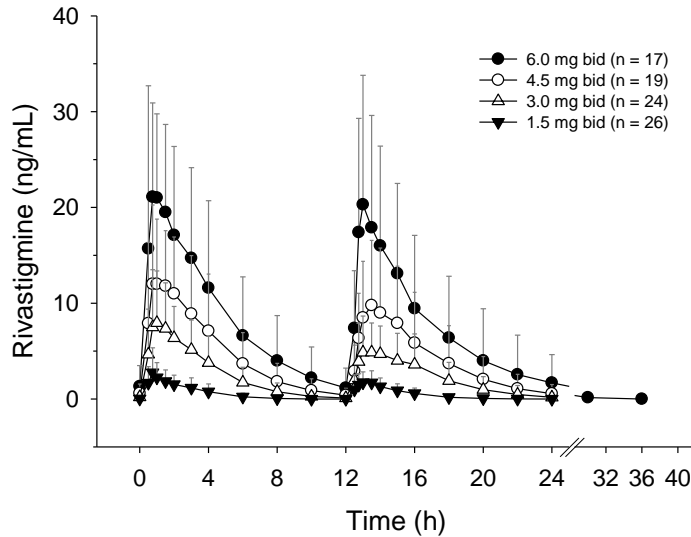 40
30
20
10
0
Rivastigmine (ng/mL)
6.0 mg bid (n = 17)
4.5 mg bid (n = 19)
3.0 mg bid (n = 24)
1.5 mg bid (n = 26)
0 4 8 12 16 20 24 32 36 40
Time (h)